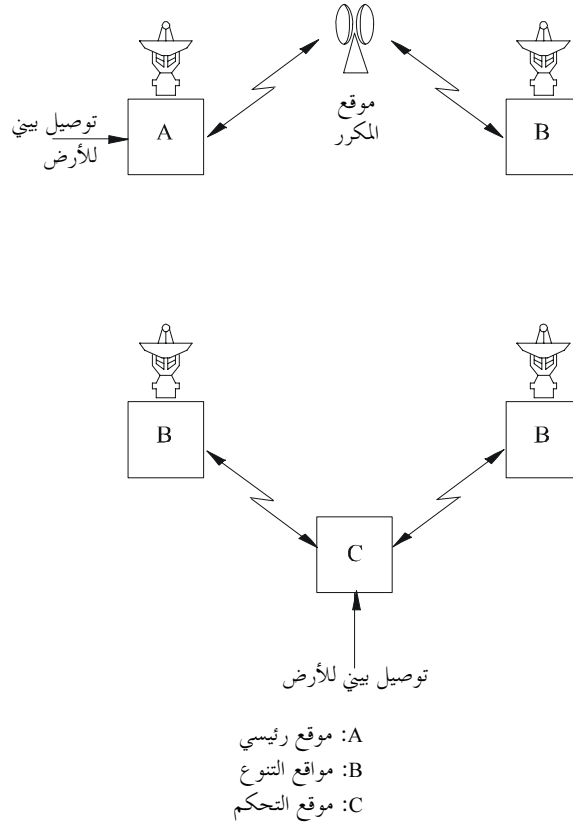 A
موقع
المكرر
B
توصيل بيني
للأرض
B
B
C
توصيل بيني للأرض
A: موقع رئيسي
B: مواقع التنوع
C: موقع التحكم